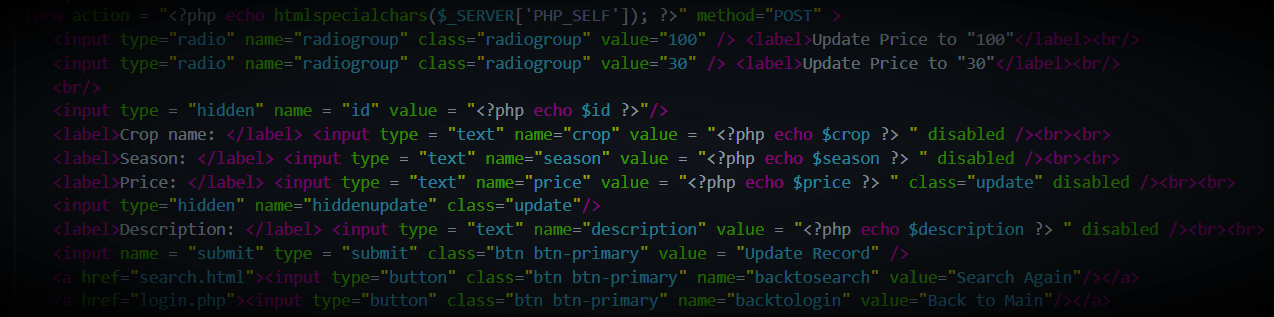 <form action = "<?php echo htmlspecialchars($_SERVER['PHP_SELF']); ?>" method="POST" >
<input type="radio" name="radiogroup" class="radiogroup" value="100" /> <label>Update Price to "100"</label><br/>
<input type="radio" name="radiogroup" class="radiogroup" value="30" /> <label>Update Price to "30"</label><br/>
<br/>
<input type = "hidden" name = "id" value = "<?php echo $id ?>"/>
<label>Crop name: </label> <input type = "text" name="crop" value = "<?php echo $crop ?> " disabled /><br><br>
<label>Season: </label> <input type = "text" name="season" value = "<?php echo $season ?> " disabled /><br><br>
<label>Price: </label> <input type = "text" name="price" value = "<?php echo $price ?> " class="update" disabled /><br><br>
<input type="hidden" name="hiddenupdate" class="update"/>
<label>Description: </label> <input type = "text" name="description" value = "<?php echo $description ?> " disabled /><br><br>
<input name = "submit" type = "submit" class="btn btn-primary" value = "Update Record" />
<a href="search.html"><input type="button" class="btn btn-primary" name="backtosearch" value="Search Again"/></a>
<a href="login.php"><input type="button" class="btn btn-primary" name="backtologin" value="Back to Main"/></a>